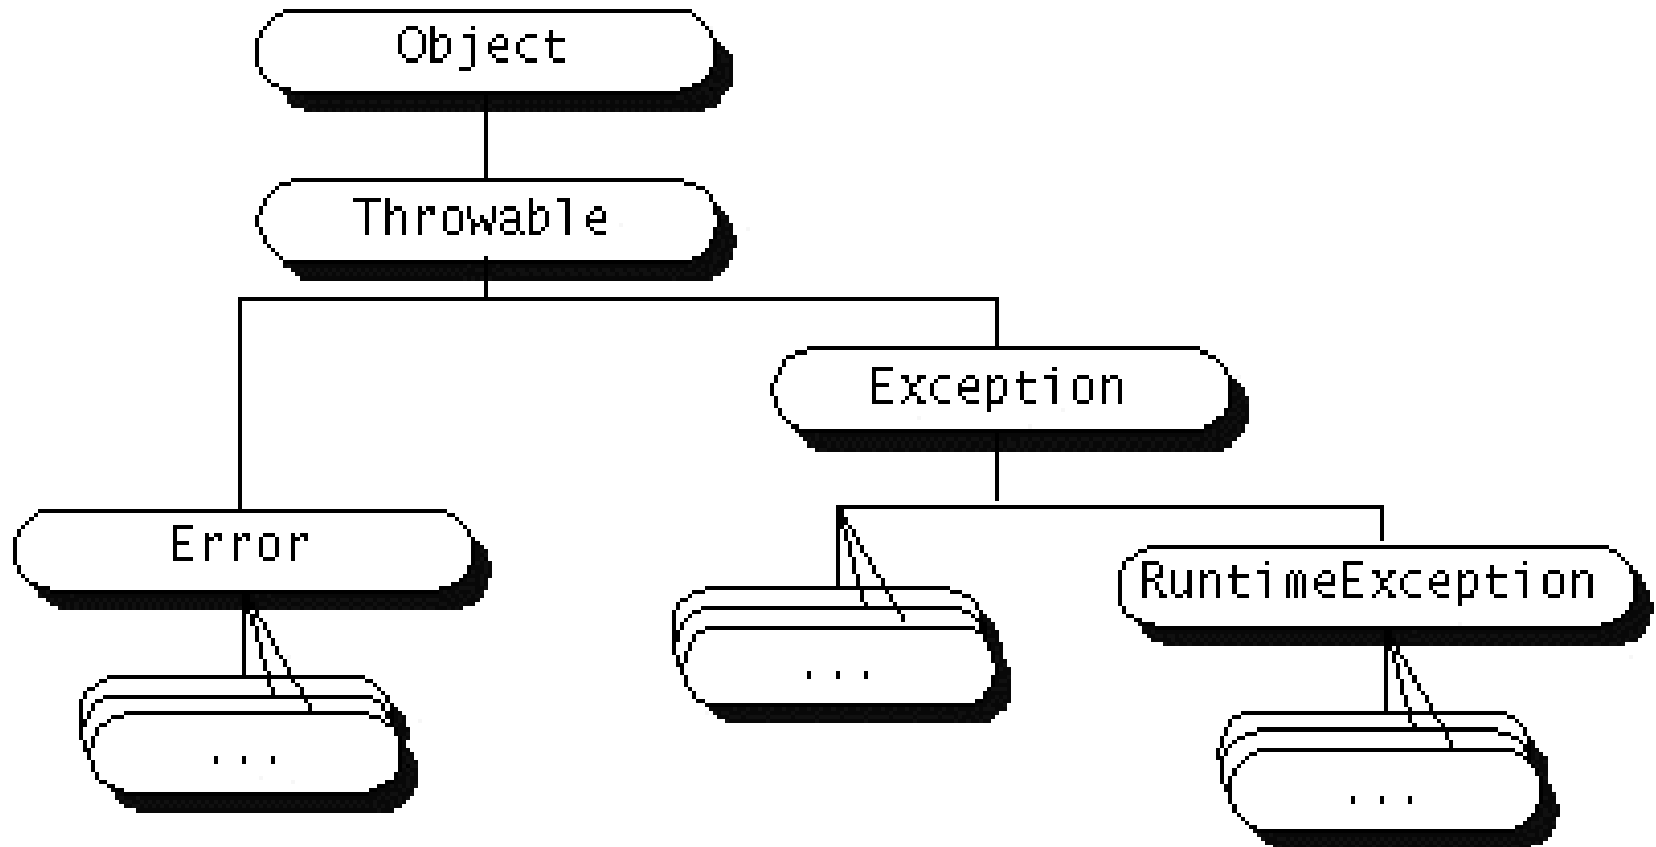 Object
Throwable
Exception
Error
RuntimeException
. . .
. . .
. . .